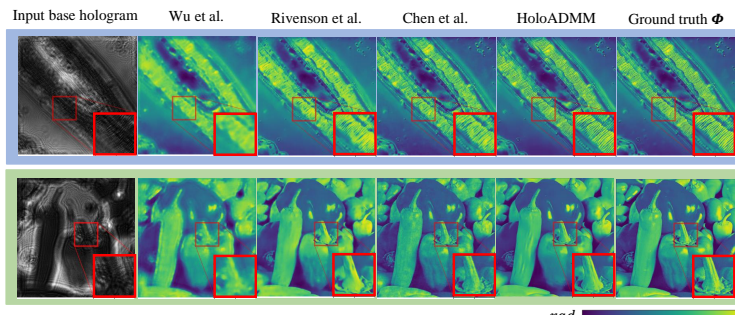 Input base hologram Wu et al. Rivenson et al. Chen et al. HoloADMM Ground truth Φ
rad